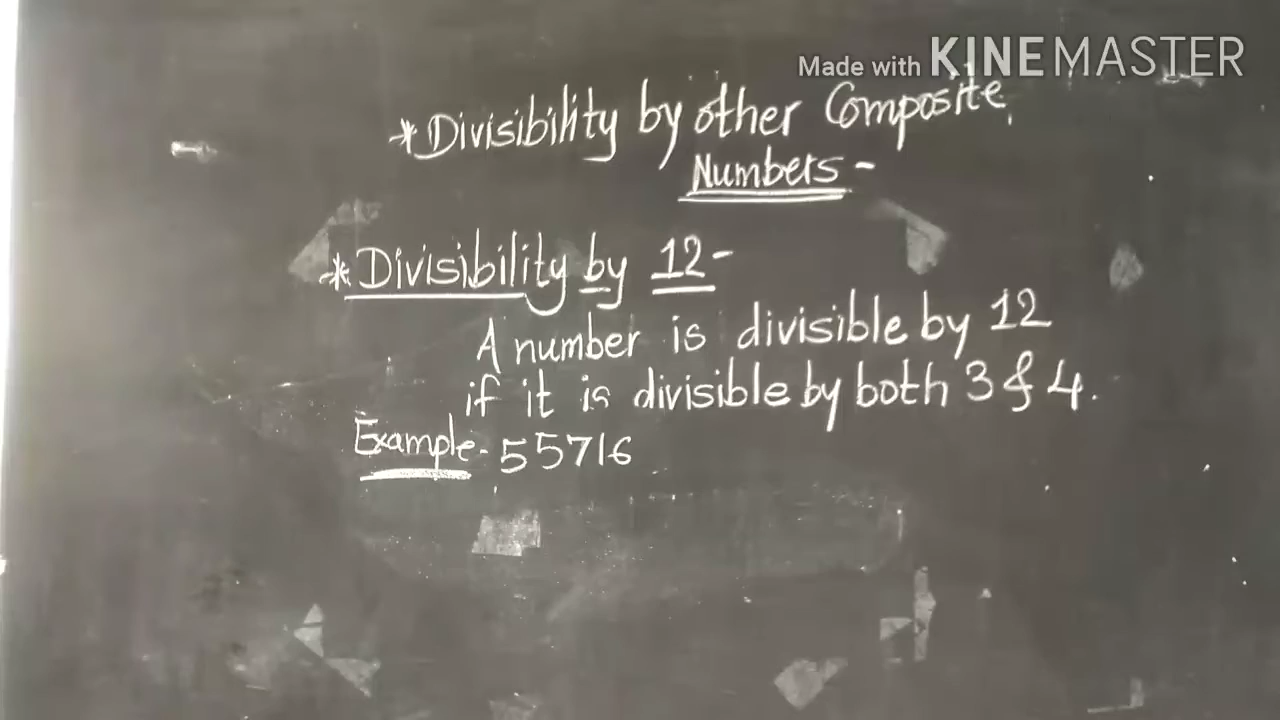 Made with KINEMASTER
* Divisibility by other Composite
Numbers -
* Divisibility by 12 -
A number is divisible by 12
if it is divisible by both 3 & 4.
Example - 55716